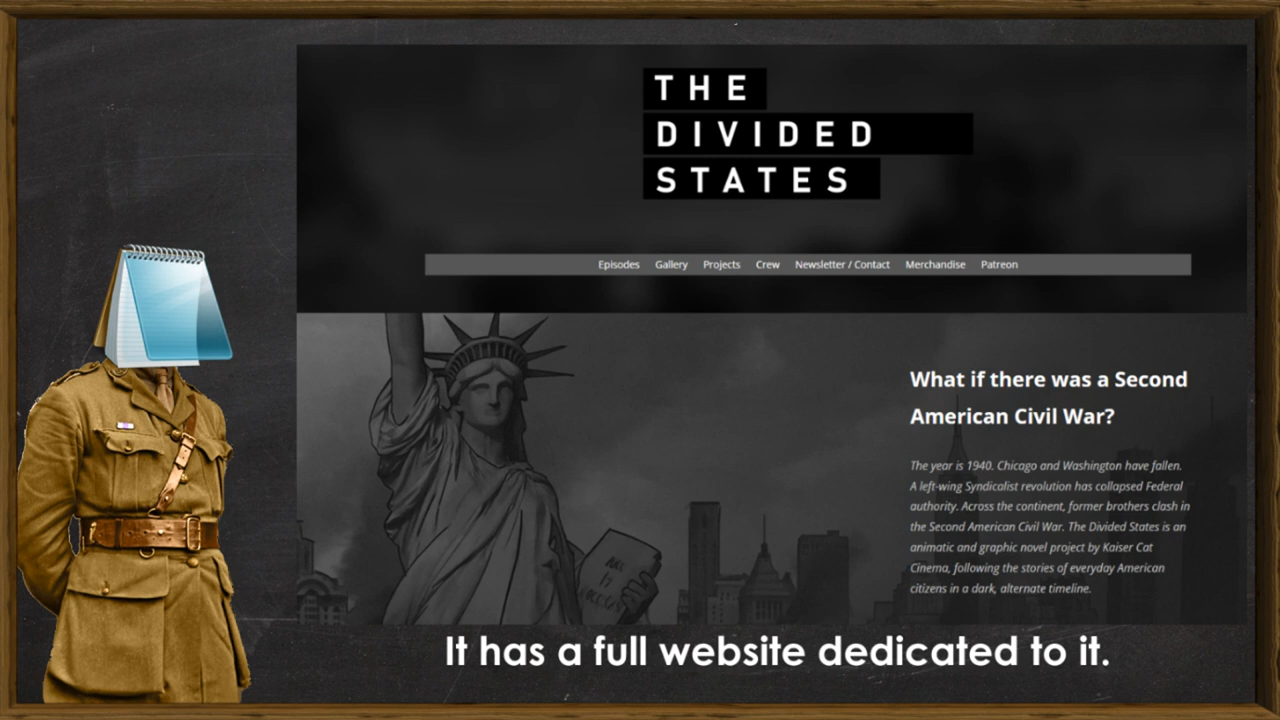 THE
DIVIDED
STATES
Episodes Gallery Projects Crew Newsletter / Contact Merchandise Patreon
What if there was a Second
American Civil War?
The year is 1940. Chicago and Washington have fallen.
A left-wing Syndicalist revolution has collapsed Federal
authority. Across the continent, former brothers clash in
the Second American Civil War. The Divided States is an
animatic and graphic novel project by Kaiser Cat
Cinema, following the stories of everyday American
citizens in a dark, alternate timeline.
It has a full website dedicated to it.